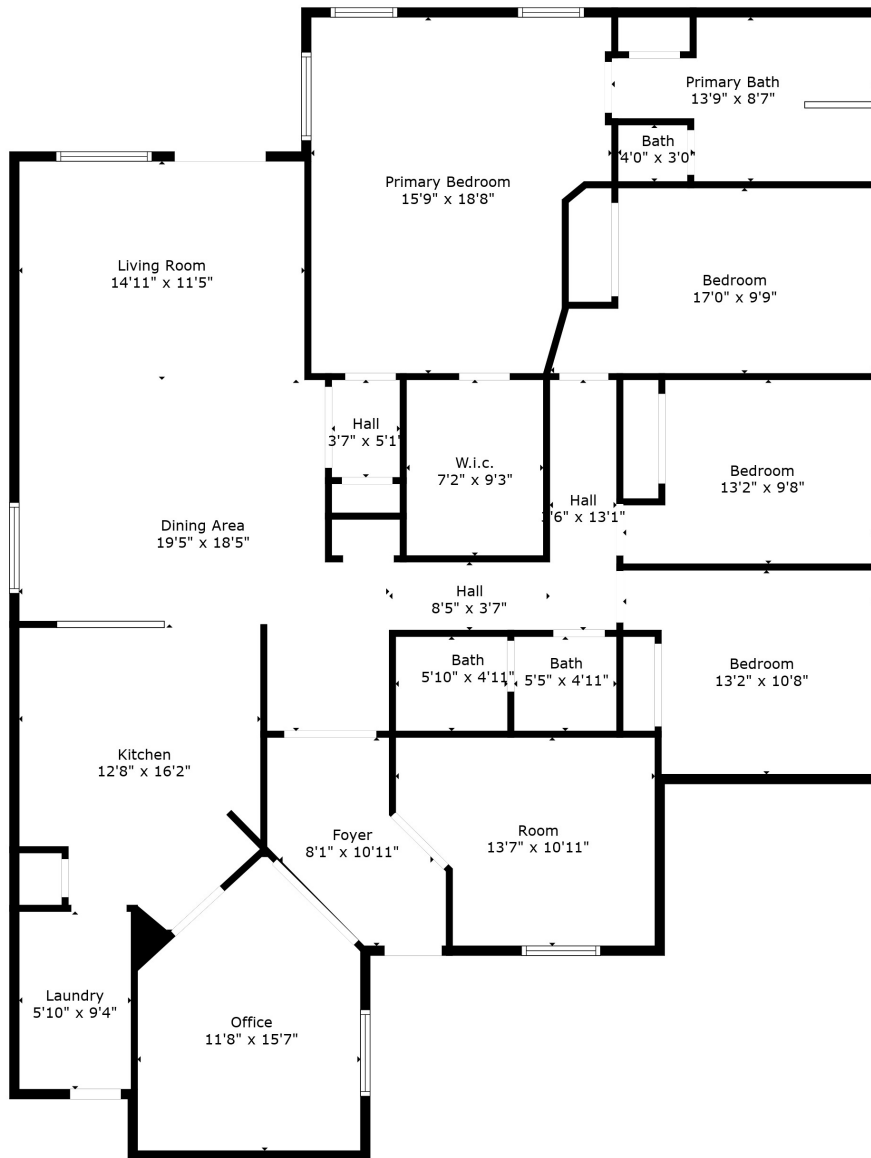 Primary Bath
13'9" x 8'7"
Bath
4'0" x 3'0"
Primary Bedroom
15'9" x 18'8"
Living Room
14'11" x 11'5"
Bedroom
17'0" x 9'9"
Hall
3'7" x 5'1"
W.i.c.
7'2" x 9'3"
Bedroom
13'2" x 9'8"
Hall
x 13'1"
Dining Area
19'5" x 18'5"
Hall
8'5" x 3'7"
Bath
5'10" x 4'11"
Bath
5'5" x 4'11"
Bedroom
13'2" x 10'8"
Kitchen
12'8" x 16'2"
Foyer
8'1" x 10'11"
Room
13'7" x 10'11"
Laundry
5'10" x 9'4"
Office
11'8" x 15'7"